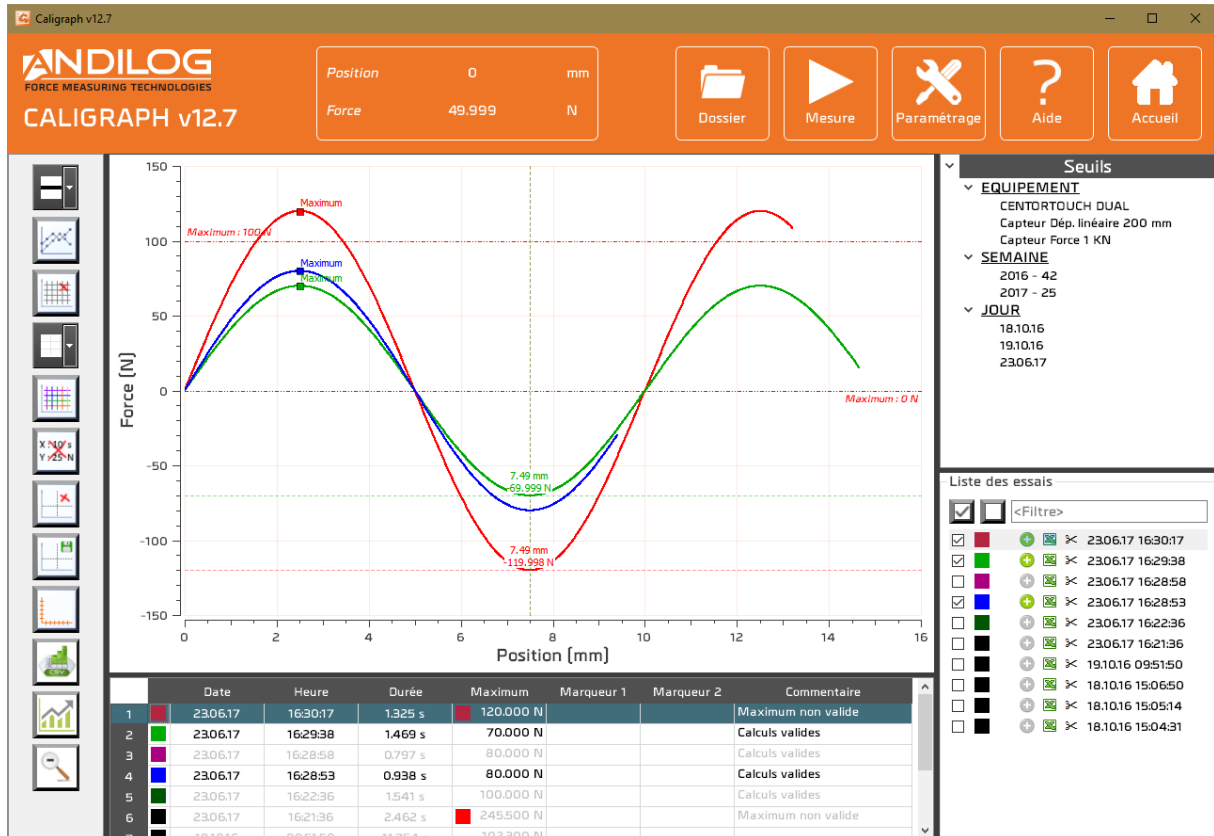 Caligraph v12.7
ANDILOG
FORCE MEASURING TECHNOLOGIES
CALIGRAPH v12.7
Position 0 mm
Force 49.999 N
Dossier
Mesure
Paramétrage
Aide
Accueil
X : 10 s
Y : 25 N
CSV
150
100
50
0
-50
-100
-150
Force [N]
Maximum
Maximum : 100 N
Maximum
Maximum
Maximum : 0 N
7.49 mm
-69.999 N
7.49 mm
-119.998 N
0 2 4 6 8 10 12 14 16
Position [mm]
Seuils
EQUIPEMENT
CENTORTOUCH DUAL
Capteur Dép. linéaire 200 mm
Capteur Force 1 KN
SEMAINE
2016 - 42
2017 - 25
JOUR
18.10.16
19.10.16
23.06.17
Liste des essais
<Filtre>
23.06.17 16:30:17
23.06.17 16:29:38
23.06.17 16:28:58
23.06.17 16:28:53
23.06.17 16:22:36
23.06.17 16:21:36
19.10.16 09:51:50
18.10.16 15:06:50
18.10.16 15:05:14
18.10.16 15:04:31
Date Heure Durée Maximum Marqueur 1 Marqueur 2 Commentaire
1 23.06.17 16:30:17 1.325 s 120.000 N Maximum non valide
2 23.06.17 16:29:38 1.469 s 70.000 N Calculs valides
3 23.06.17 16:28:58 0.797 s 80.000 N Calculs valides
4 23.06.17 16:28:53 0.938 s 80.000 N Calculs valides
5 23.06.17 16:22:36 1.541 s 100.000 N Calculs valides
6 23.06.17 16:21:36 2.462 s 245.500 N Maximum non valide